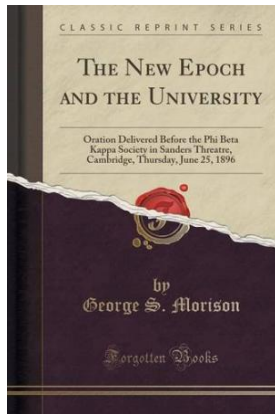 CLASSIC REPRINT SERIES
THE NEW EPOCH
AND THE UNIVERSITY
Oration Delivered Before the Phi Beta
Kappa Society in Sanders Threatre,
Cambridge, Thursday, June 25, 1896
by
George S. Morison
Forgotten Books